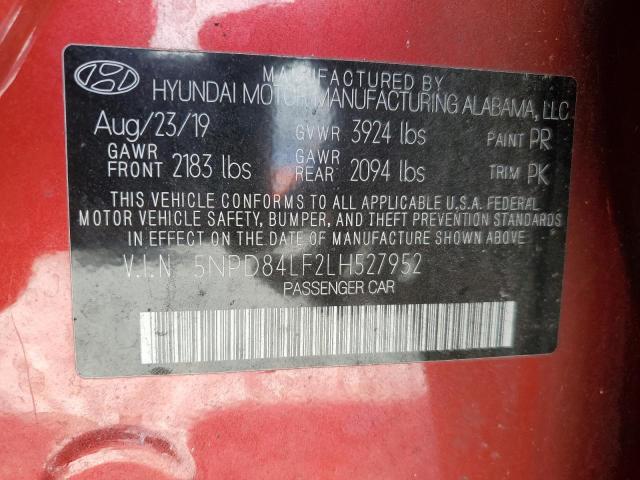 MANUFACTURED BY
HYUNDAI MOTOR MANUFACTURING ALABAMA, LLC
Aug/23/19 GVWR 3924 lbs PAINT PR
GAWR FRONT 2183 lbs GAWR REAR 2094 lbs TRIM PK
THIS VEHICLE CONFORMS TO ALL APPLICABLE U.S.A. FEDERAL
MOTOR VEHICLE SAFETY, BUMPER, AND THEFT PREVENTION STANDARDS
IN EFFECT ON THE DATE OF MANUFACTURE SHOWN ABOVE.
V.I.N 5NPD84LF2LH527952
PASSENGER CAR